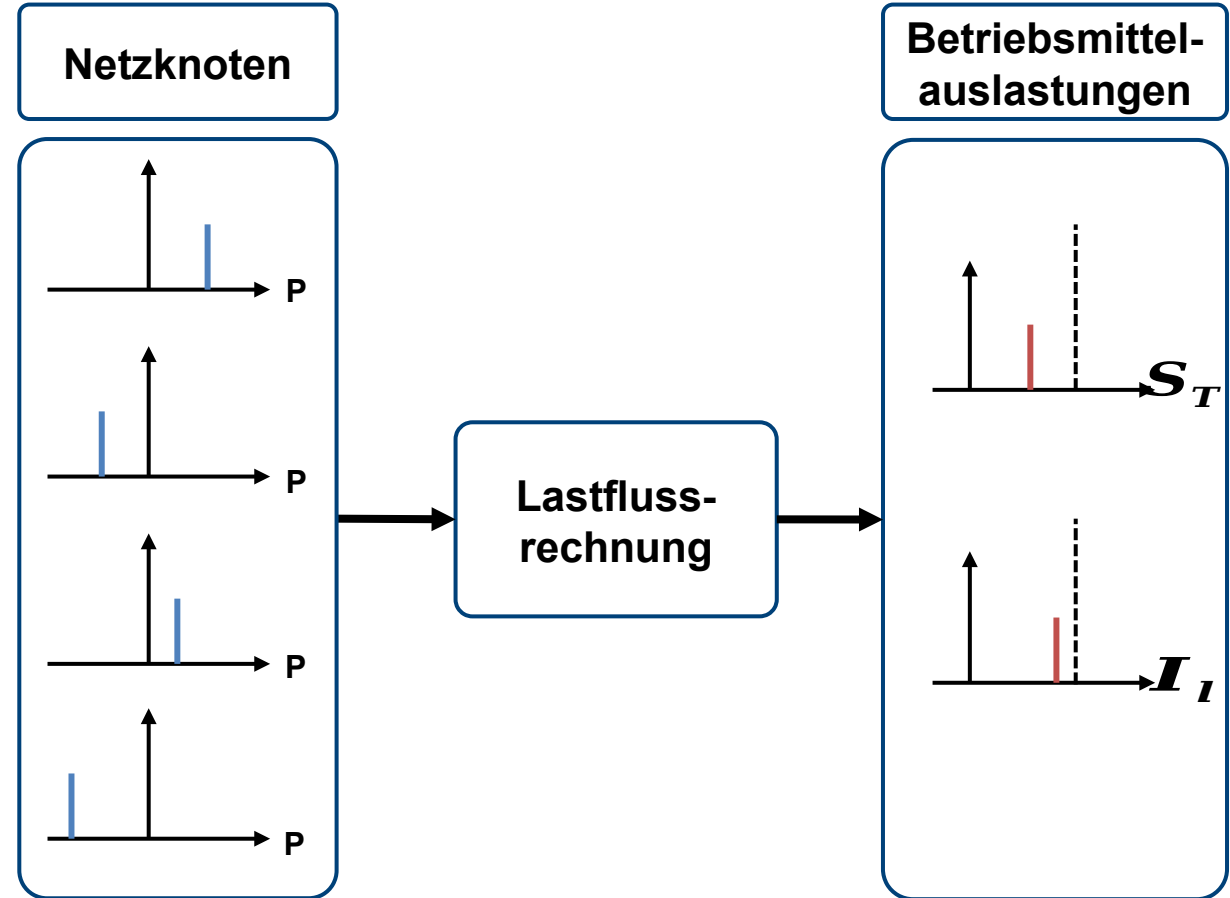 Netzknoten
Betriebsmittel-
auslastungen
P
P
P
P
Lastfluss-
rechnung
S_T
I_l